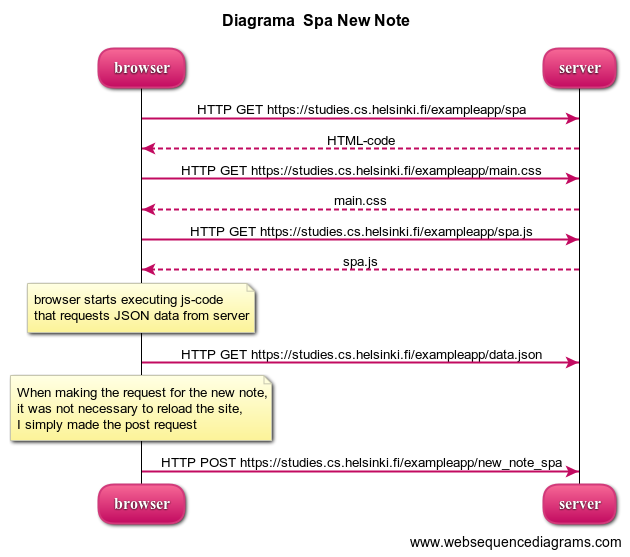 Diagrama  Spa New Note
browser server
HTTP GET https://studies.cs.helsinki.fi/exampleapp/spa
HTML-code
HTTP GET https://studies.cs.helsinki.fi/exampleapp/main.css
main.css
HTTP GET https://studies.cs.helsinki.fi/exampleapp/spa.js
spa.js
browser starts executing js-code
that requests JSON data from server
HTTP GET https://studies.cs.helsinki.fi/exampleapp/data.json
When making the request for the new note,
it was not necessary to reload the site,
I simply made the post request
HTTP POST https://studies.cs.helsinki.fi/exampleapp/new_note_spa
browser server
www.websequencediagrams.com